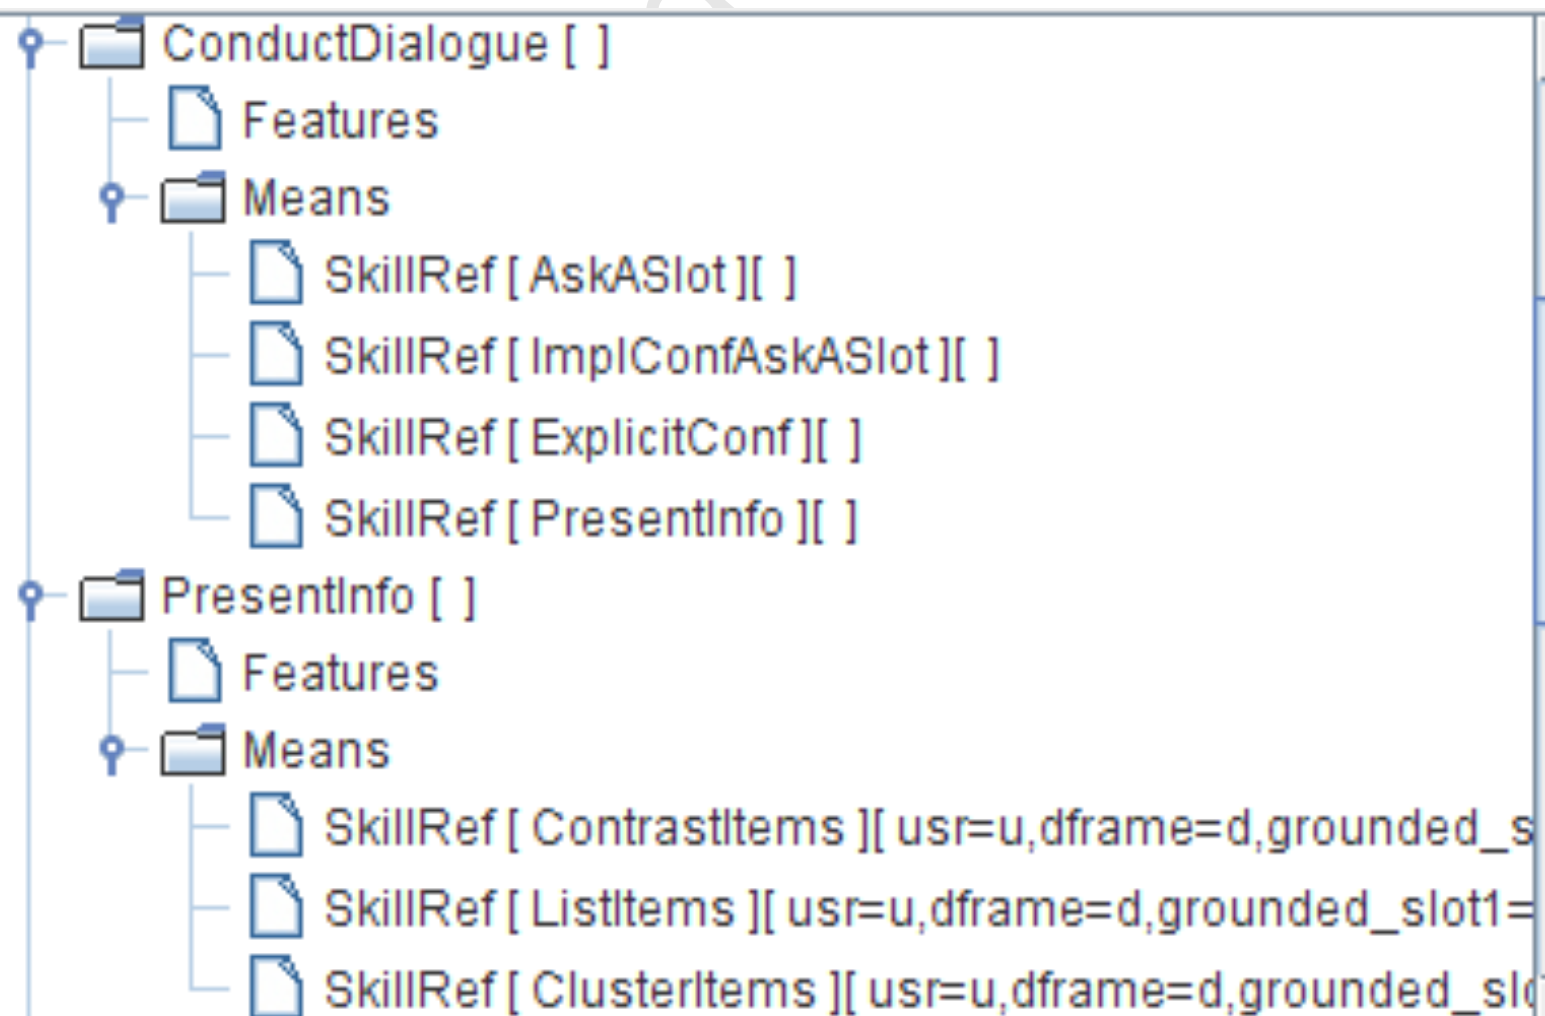 ConductDialogue [ ]
Features
Means
SkillRef [ AskASlot ][ ]
SkillRef [ ImplConfAskASlot ][ ]
SkillRef [ ExplicitConf ][ ]
SkillRef [ PresentInfo ][ ]
PresentInfo [ ]
Features
Means
SkillRef [ ContrastItems ][ usr=u,dframe=d,grounded_s
SkillRef [ ListItems ][ usr=u,dframe=d,grounded_slot1=
SkillRef [ ClusterItems ][ usr=u,dframe=d,grounded_slo